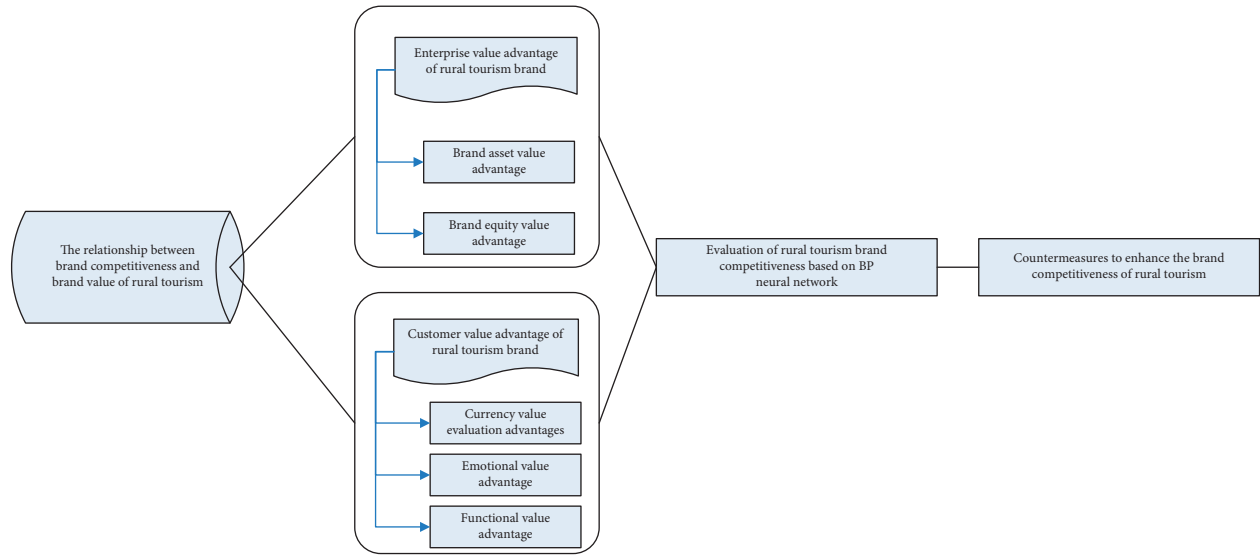 The relationship between
brand competitiveness and
brand value of rural tourism
Enterprise value advantage
of rural tourism brand
Brand asset value
advantage
Brand equity value
advantage
Customer value advantage of
rural tourism brand
Currency value
evaluation advantages
Emotional value
advantage
Functional value
advantage
Evaluation of rural tourism brand
competitiveness based on BP
neural network
Countermeasures to enhance the brand
competitiveness of rural tourism